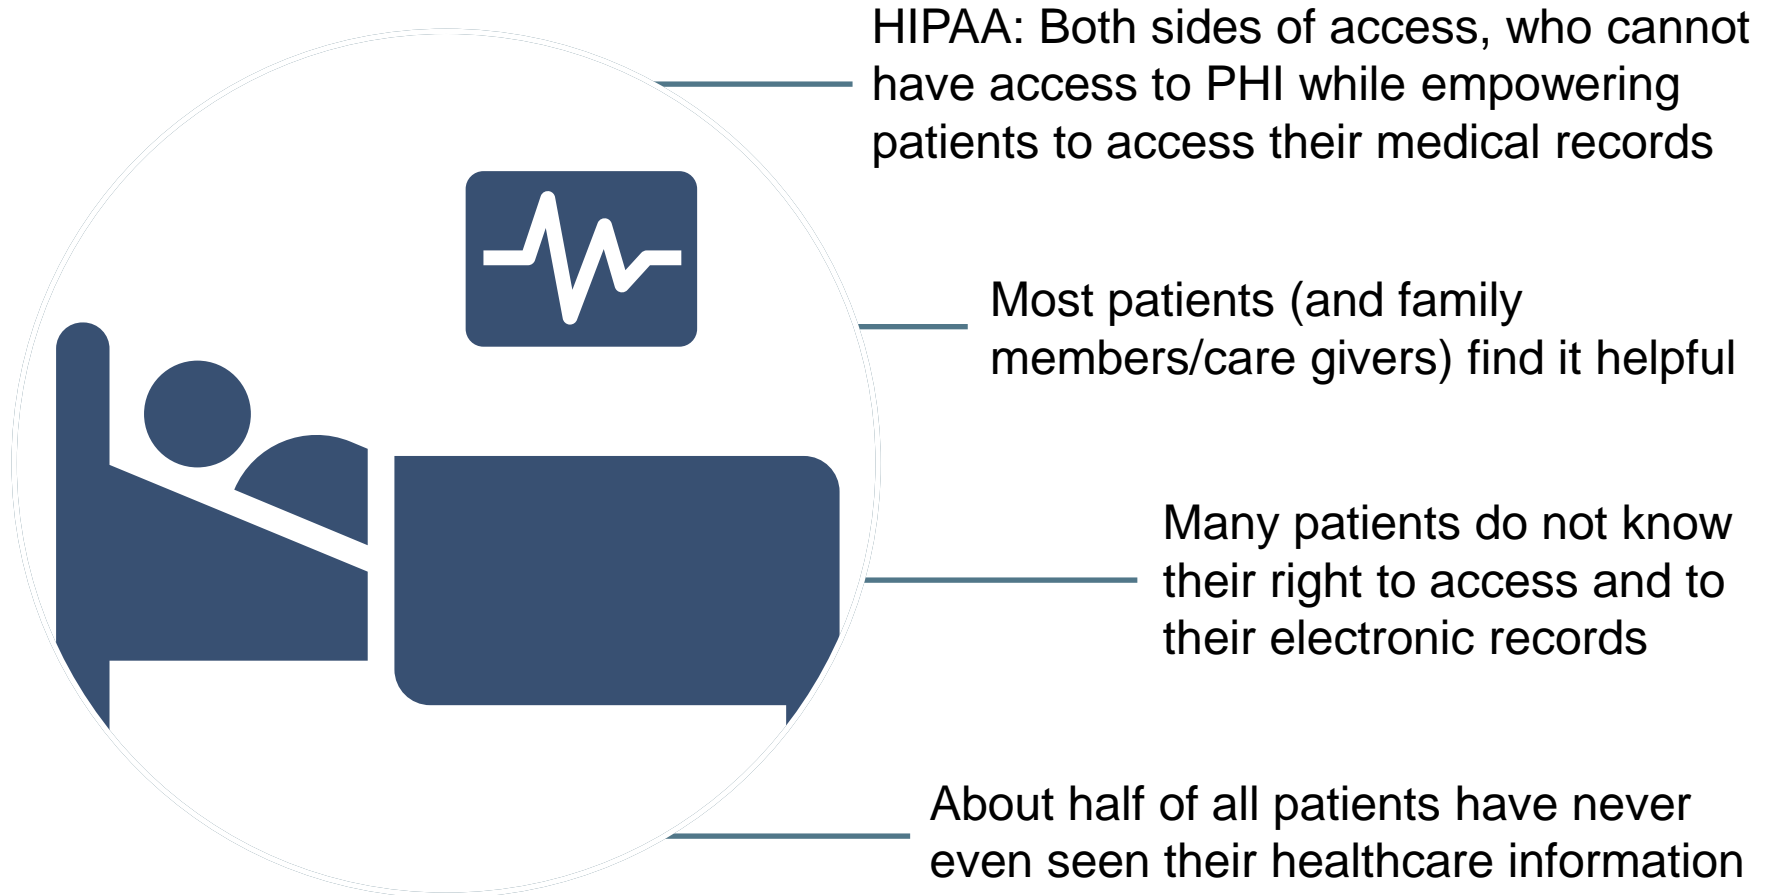 HIPAA: Both sides of access, who cannot
have access to PHI while empowering
patients to access their medical records
Most patients (and family
members/care givers) find it helpful
Many patients do not know
their right to access and to
their electronic records
About half of all patients have never
even seen their healthcare information